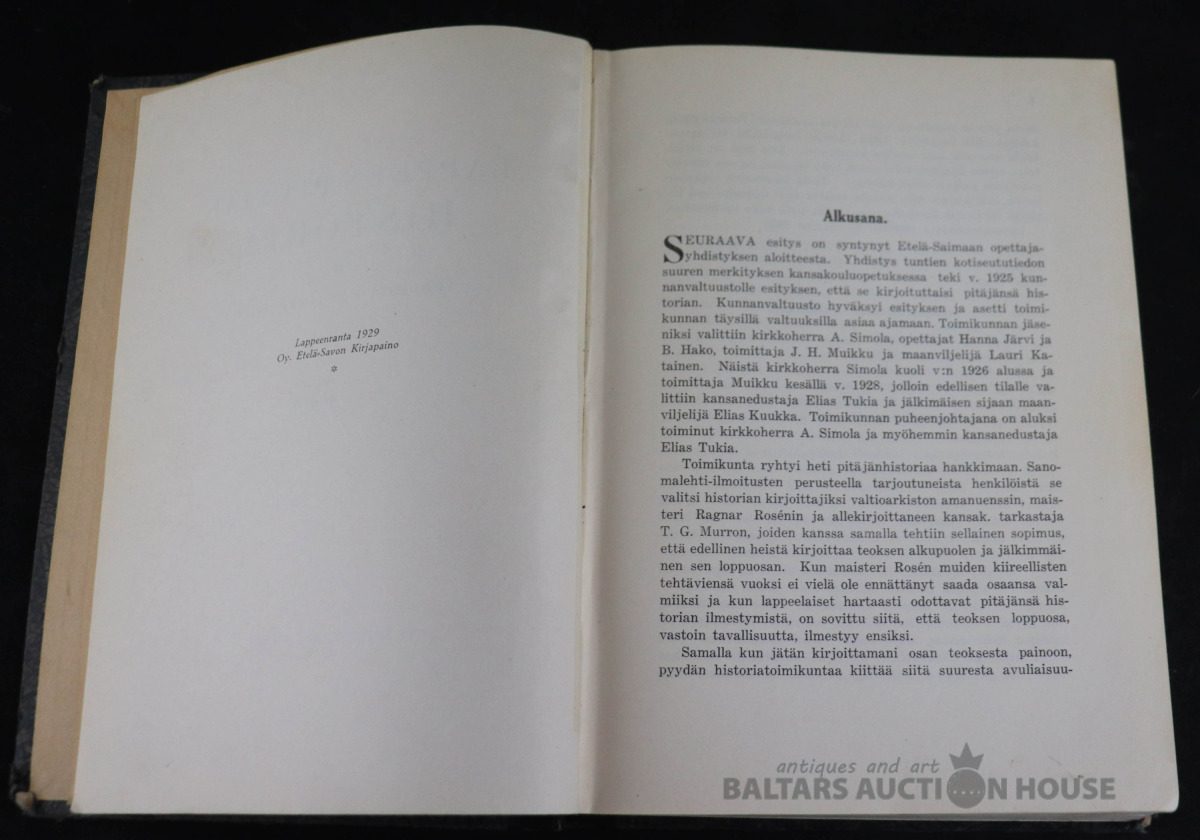 Lappeenranta 1929
Oy. Etelä-Savon Kirjapaino
*
Alkusana.
SEURAAVA esitys on syntynyt Etelä-Saimaan opettaja-
yhdistyksen aloitteesta. Yhdistys tuntien kotiseututiedon
suuren merkityksen kansakouluopetuksessa teki v. 1925 kun-
nanvaltuustolle esityksen, että se kirjoituttaisi pitäjänsä his-
torian. Kunnanvaltuusto hyväksyi esityksen ja asetti toimi-
kunnan täysillä valtuuksilla asiaa ajamaan. Toimikunnan jäse-
niksi valittiin kirkkoherra A. Simola, opettajat Hanna Järvi ja
B. Hako, toimittaja J. H. Muikku ja maanviljelijä Lauri Ka-
tainen. Näistä kirkkoherra Simola kuoli v:n 1926 alussa ja
toimittaja Muikku kesällä v. 1928, jolloin edellisen tilalle va-
littiin kansanedustaja Elias Tukia ja jälkimäisen sijaan maan-
viljelijä Elias Kuukka. Toimikunnan puheenjohtajana on aluksi
toiminut kirkkoherra A. Simola ja myöhemmin kansanedustaja
Elias Tukia.
Toimikunta ryhtyi heti pitäjänhistoriaa hankkimaan. Sano-
malehti-ilmoitusten perusteella tarjoutuneista henkilöistä se
valitsi historian kirjoittajiksi valtioarkiston amanuenssin, mais-
teri Ragnar Rosénin ja allekirjoittaneen kansak. tarkastaja
T. G. Murron, joiden kanssa samalla tehtiin sellainen sopimus,
että edellinen heistä kirjoittaa teoksen alkupuolen ja jälkimmäi-
nen sen loppuosan. Kun maisteri Rosén muiden kiireellisten
tehtäviensä vuoksi ei vielä ole ennättänyt saada osaansa val-
miiksi ja kun lappeelaiset hartaasti odottavat pitäjänsä his-
torian ilmestymistä, on sovittu siitä, että teoksen loppuosa,
vastoin tavallisuutta, ilmestyy ensiksi.
Samalla kun jätän kirjoittamani osan teoksesta painoon,
pyydän historiatoimikuntaa kiittää siitä suuresta avuliaisuu-
antiques and art
BALTARS AUCTION HOUSE